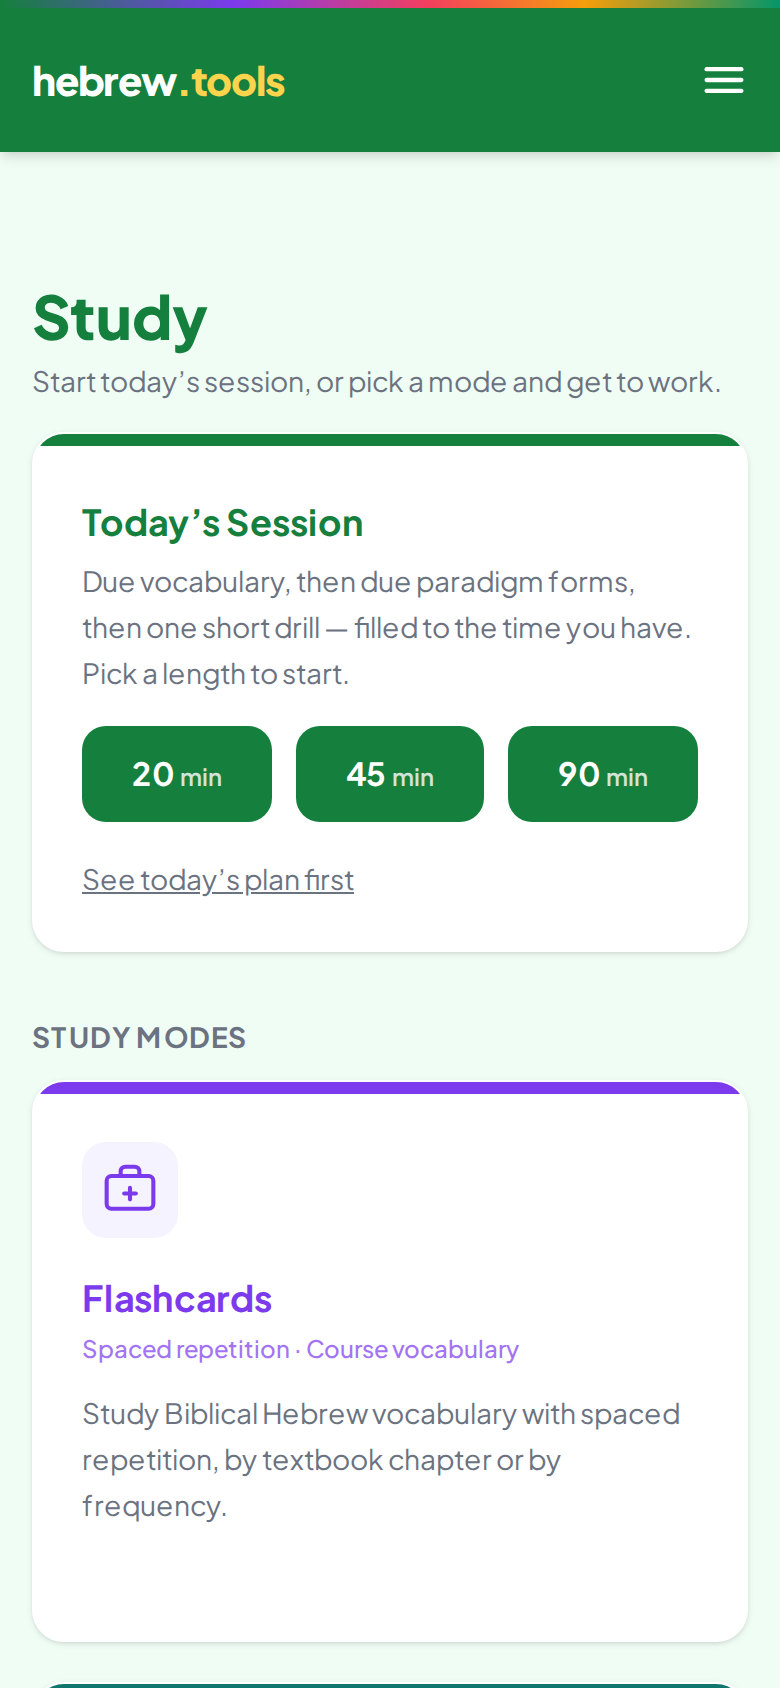 hebrew.tools
Study
Start today’s session, or pick a mode and get to work.
Today’s Session
Due vocabulary, then due paradigm forms,
then one short drill — filled to the time you have.
Pick a length to start.
20 min
45 min
90 min
See today’s plan first
STUDY MODES
Flashcards
Spaced repetition · Course vocabulary
Study Biblical Hebrew vocabulary with spaced
repetition, by textbook chapter or by
frequency.